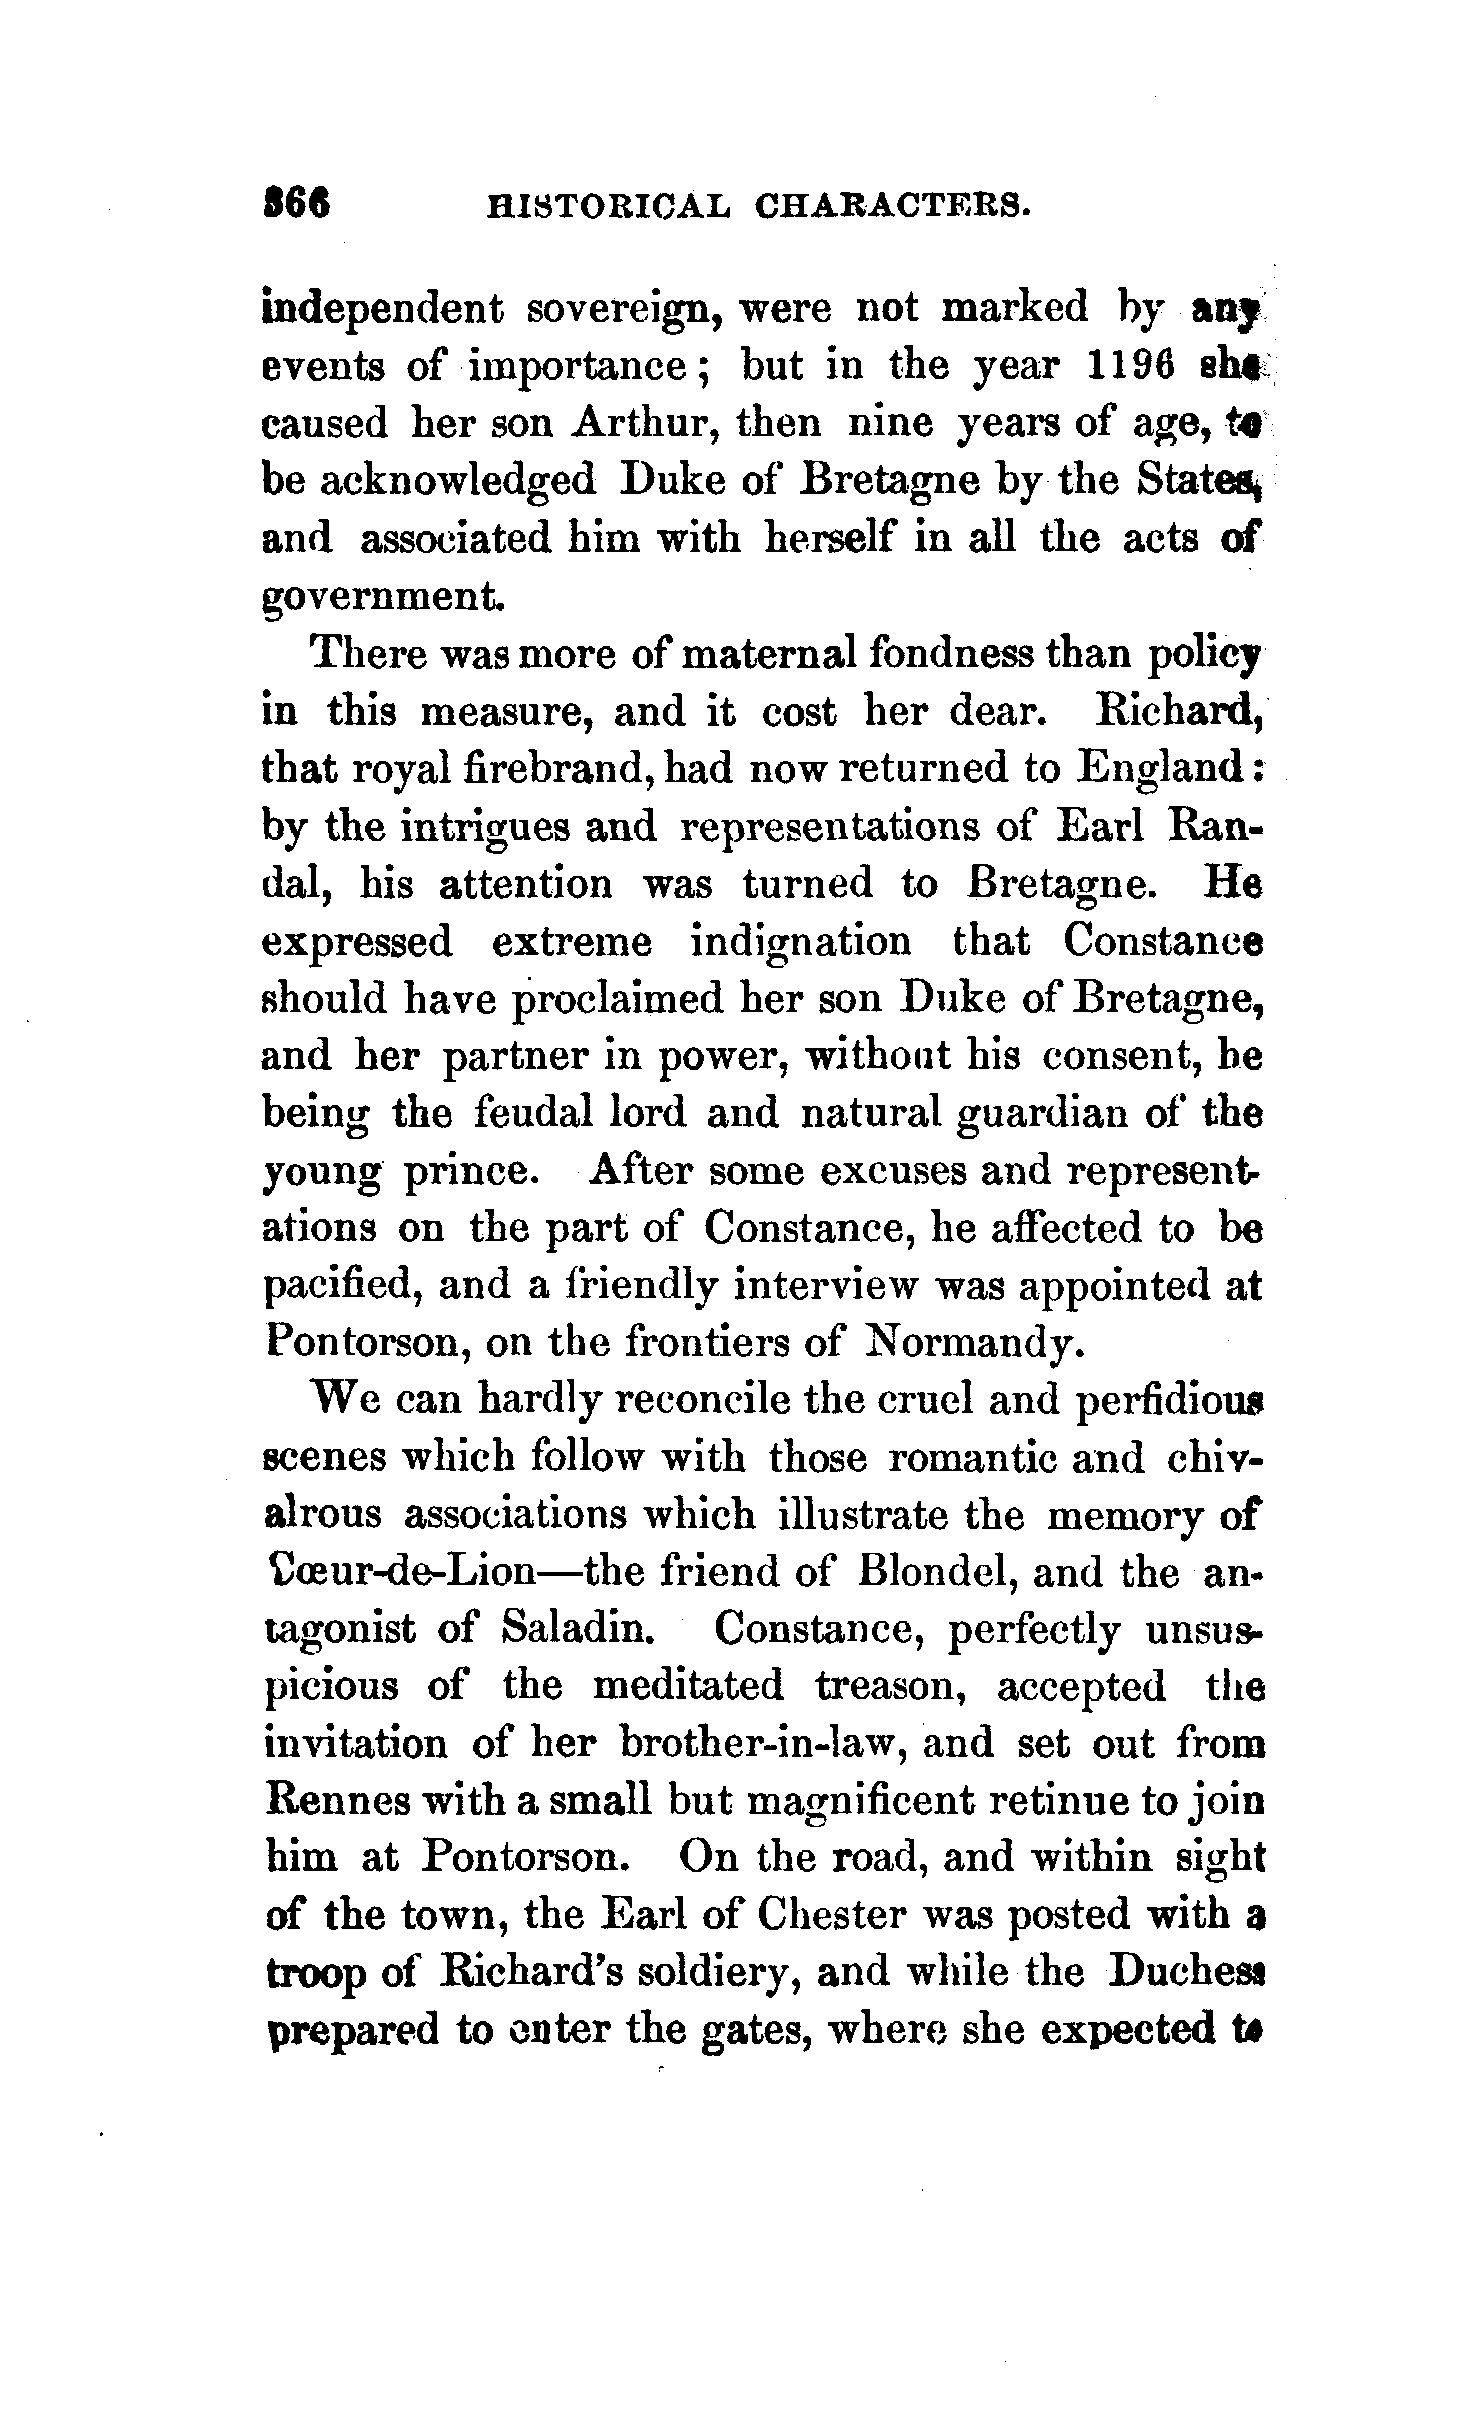 366 HISTORICAL CHARACTERS.
independent sovereign, were not marked by any
events of importance; but in the year 1196 she
caused her son Arthur, then nine years of age, to
be acknowledged Duke of Bretagne by the States,
and associated him with herself in all the acts of
government.
There was more of maternal fondness than policy
in this measure, and it cost her dear. Richard,
that royal firebrand, had now returned to England:
by the intrigues and representations of Earl Ran-
dal, his attention was turned to Bretagne. He
expressed extreme indignation that Constance
should have proclaimed her son Duke of Bretagne,
and her partner in power, without his consent, he
being the feudal lord and natural guardian of the
young prince. After some excuses and represent-
ations on the part of Constance, he affected to be
pacified, and a friendly interview was appointed at
Pontorson, on the frontiers of Normandy.
We can hardly reconcile the cruel and perfidious
scenes which follow with those romantic and chiv-
alrous associations which illustrate the memory of
Cœur-de-Lion—the friend of Blondel, and the an-
tagonist of Saladin. Constance, perfectly unsus-
picious of the meditated treason, accepted the
invitation of her brother-in-law, and set out from
Rennes with a small but magnificent retinue to join
him at Pontorson. On the road, and within sight
of the town, the Earl of Chester was posted with a
troop of Richard's soldiery, and while the Duchess
prepared to enter the gates, where she expected to